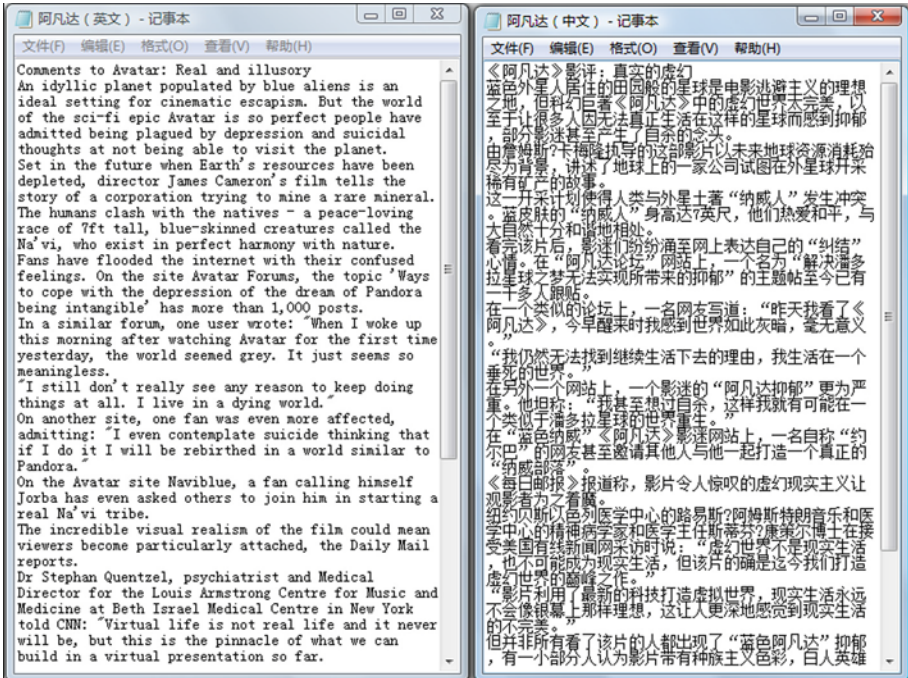 阿凡达（英文）- 记事本
文件(F) 编辑(E) 格式(O) 查看(V) 帮助(H)
Comments to Avatar: Real and illusory
An idyllic planet populated by blue aliens is an
ideal setting for cinematic escapism. But the world
of the sci-fi epic Avatar is so perfect people have
admitted being plagued by depression and suicidal
thoughts at not being able to visit the planet.
Set in the future when Earth's resources have been
depleted, director James Cameron's film tells the
story of a corporation trying to mine a rare mineral.
The humans clash with the natives - a peace-loving
race of 7ft tall, blue-skinned creatures called the
Na'vi, who exist in perfect harmony with nature.
Fans have flooded the internet with their confused
feelings. On the site Avatar Forums, the topic 'Ways
to cope with the depression of the dream of Pandora
being intangible' has more than 1,000 posts.
In a similar forum, one user wrote: "When I woke up
this morning after watching Avatar for the first time
yesterday, the world seemed grey. It just seems so
meaningless.
"I still don't really see any reason to keep doing
things at all. I live in a dying world."
On another site, one fan was even more affected,
admitting: "I even contemplate suicide thinking that
if I do it I will be rebirthed in a world similar to
Pandora."
On the Avatar site Naviblue, a fan calling himself
Jorba has even asked others to join him in starting a
real Na'vi tribe.
The incredible visual realism of the film could mean
viewers become particularly attached, the Daily Mail
reports.
Dr Stephan Quentzel, psychiatrist and Medical
Director for the Louis Armstrong Centre for Music and
Medicine at Beth Israel Medical Centre in New York
told CNN: "Virtual life is not real life and it never
will be, but this is the pinnacle of what we can
build in a virtual presentation so far.
阿凡达（中文）- 记事本
文件(F) 编辑(E) 格式(O) 查看(V) 帮助(H)
《阿凡达》影评：真实的虚幻
蓝色外星人居住的田园般的星球是电影逃避主义的理想
之地，但科幻巨著《阿凡达》中的虚幻世界太完美，以
至于让很多人因无法真正生活在这样的星球而感到抑郁
，部分影迷甚至产生了自杀的念头。
由詹姆斯?卡梅隆执导的这部影片以未来地球资源消耗殆
尽为背景，讲述了地球上的一家公司试图在外星球开采
稀有矿产的故事。
这一开采计划使得人类与外星土著“纳威人”发生冲突
。蓝皮肤的“纳威人”身高达7英尺，他们热爱和平，与
大自然十分和谐地相处。
看完该片后，影迷们纷纷涌至网上表达自己的“纠结”
心情。在“阿凡达论坛”网站上，一个名为“解决潘多
拉星球之梦无法实现所带来的抑郁”的主题帖至今已有
一千多人跟贴。
在一个类似的论坛上，一名网友写道：“昨天我看了《
阿凡达》，今早醒来时我感到世界如此灰暗，毫无意义
。”
“我仍然无法找到继续生活下去的理由，我生活在一个
垂死的世界。”
在另外一个网站上，一个影迷的“阿凡达抑郁”更为严
重。他坦称：“我甚至想过自杀，这样我就有可能在一
个类似于潘多拉星球的世界重生。”
在“蓝色纳威”《阿凡达》影迷网站上，一名自称“约
尔巴”的网友甚至邀请其他人与他一起打造一个真正的
“纳威部落”。
《每日邮报》报道称，影片令人惊叹的虚幻现实主义让
观影者为之着魔。
纽约贝斯以色列医学中心的路易斯?阿姆斯特朗音乐和医
学中心的精神病学家和医学主任斯蒂芬?康策尔博士在接
受美国有线新闻网采访时说：“虚幻世界不是现实生活
，也不可能成为现实生活，但该片的确是迄今我们打造
虚幻世界的巅峰之作。”
“影片利用了最新的科技打造虚拟世界，现实生活永远
不会像银幕上那样理想，这让人更深地感觉到现实生活
的不完美。”
但并非所有看了该片的人都出现了“蓝色阿凡达”抑郁
，有一小部分人认为影片带有种族主义色彩，白人英雄